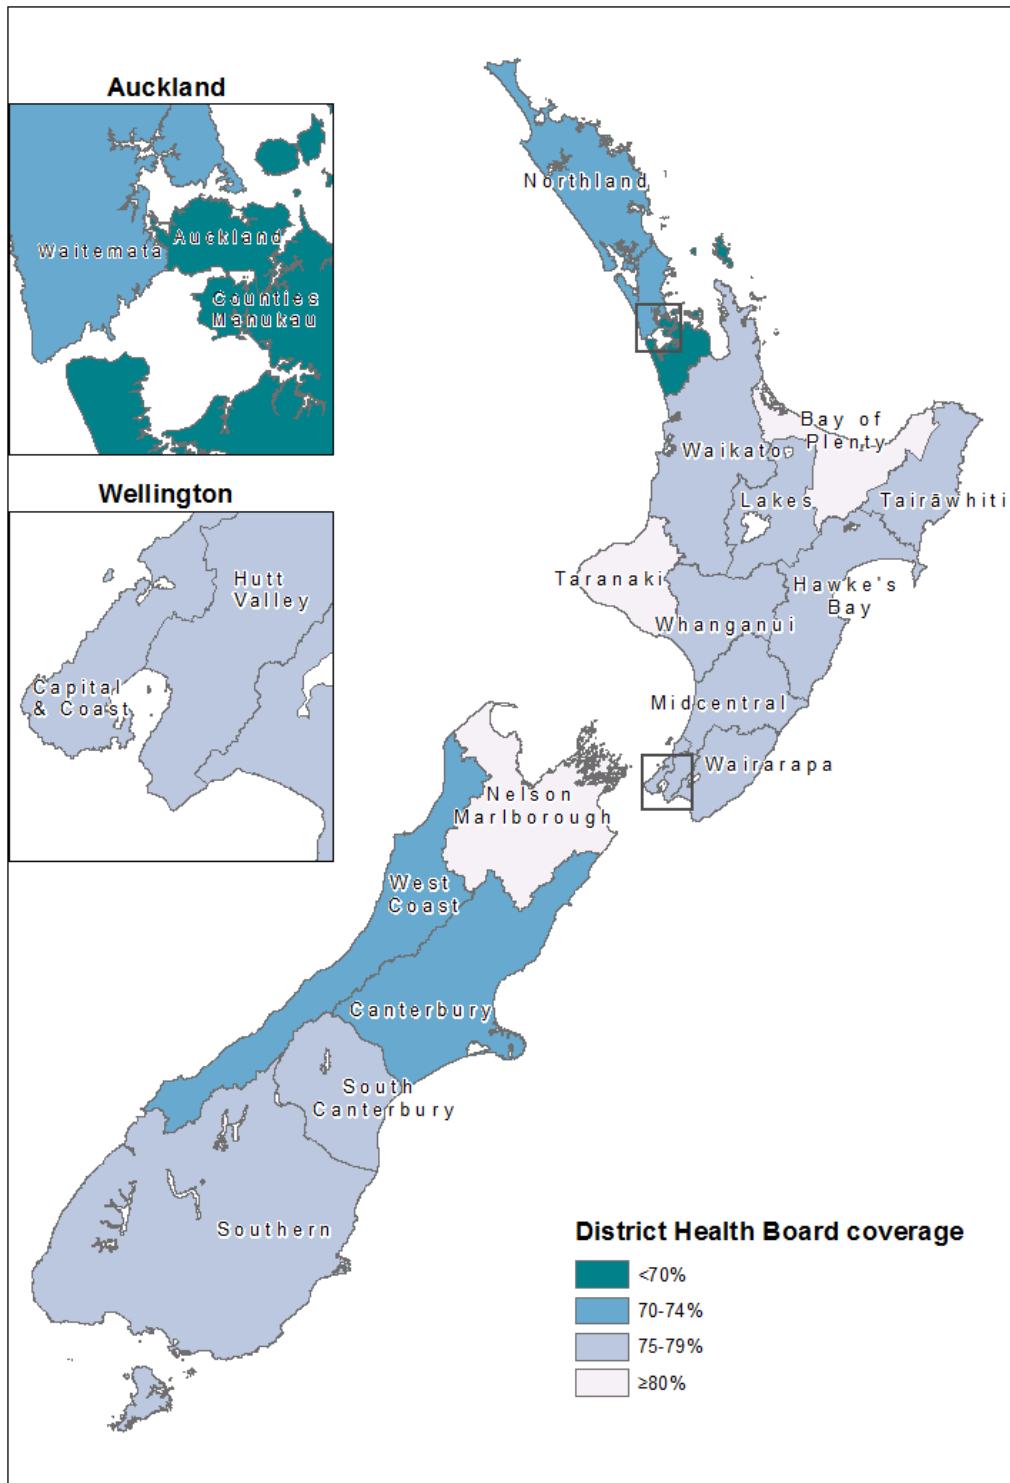 Auckland
Waitematā
Auckland
Counties
Manukau
Wellington
Hutt
Valley
Capital
& Coast
Northland
Bay of
Plenty
Waikato
Lakes
Tairāwhiti
Taranaki
Hawke's
Bay
Whanganui
Midcentral
Wairarapa
Nelson
Marlborough
West
Coast
Canterbury
South
Canterbury
Southern
District Health Board coverage
<70%
70-74%
75-79%
≥80%